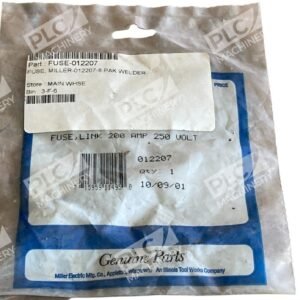 Part : FUSE-012207
FUSE, MILLER-012207-8 PAK WELDER
Store : MAIN WHSE
Bin : 3-F-6
FUSE,LINK 200 AMP 250 VOLT
012207
Qty: 1
10/09/01
Genuine Parts
Miller Electric Mfg. Co., Appleton, An Illinois Tool Works Company
PLC
MACHINERY